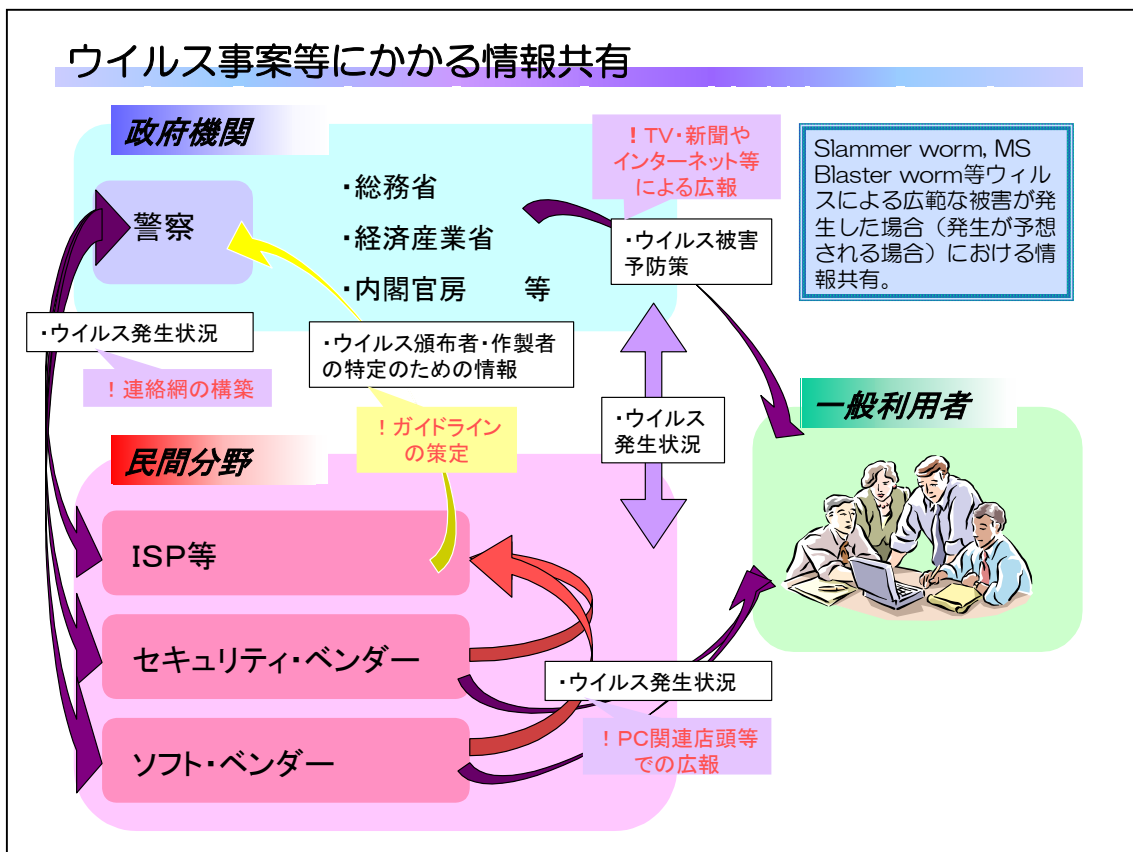 ウイルス事案等にかかる情報共有
政府機関
警察
・総務省
・経済産業省
・内閣官房　　等
！TV・新聞や
インターネット等
による広報
・ウイルス被害
予防策
Slammer worm, MS
Blaster worm等ウィル
スによる広範な被害が発
生した場合（発生が予想
される場合）における情
報共有。
・ウイルス発生状況
！連絡網の構築
・ウイルス頒布者・作製者
の特定のための情報
！ガイドライン
の策定
・ウイルス
発生状況
一般利用者
民間分野
ISP等
セキュリティ・ベンダー
ソフト・ベンダー
・ウイルス発生状況
！PC関連店頭等
での広報